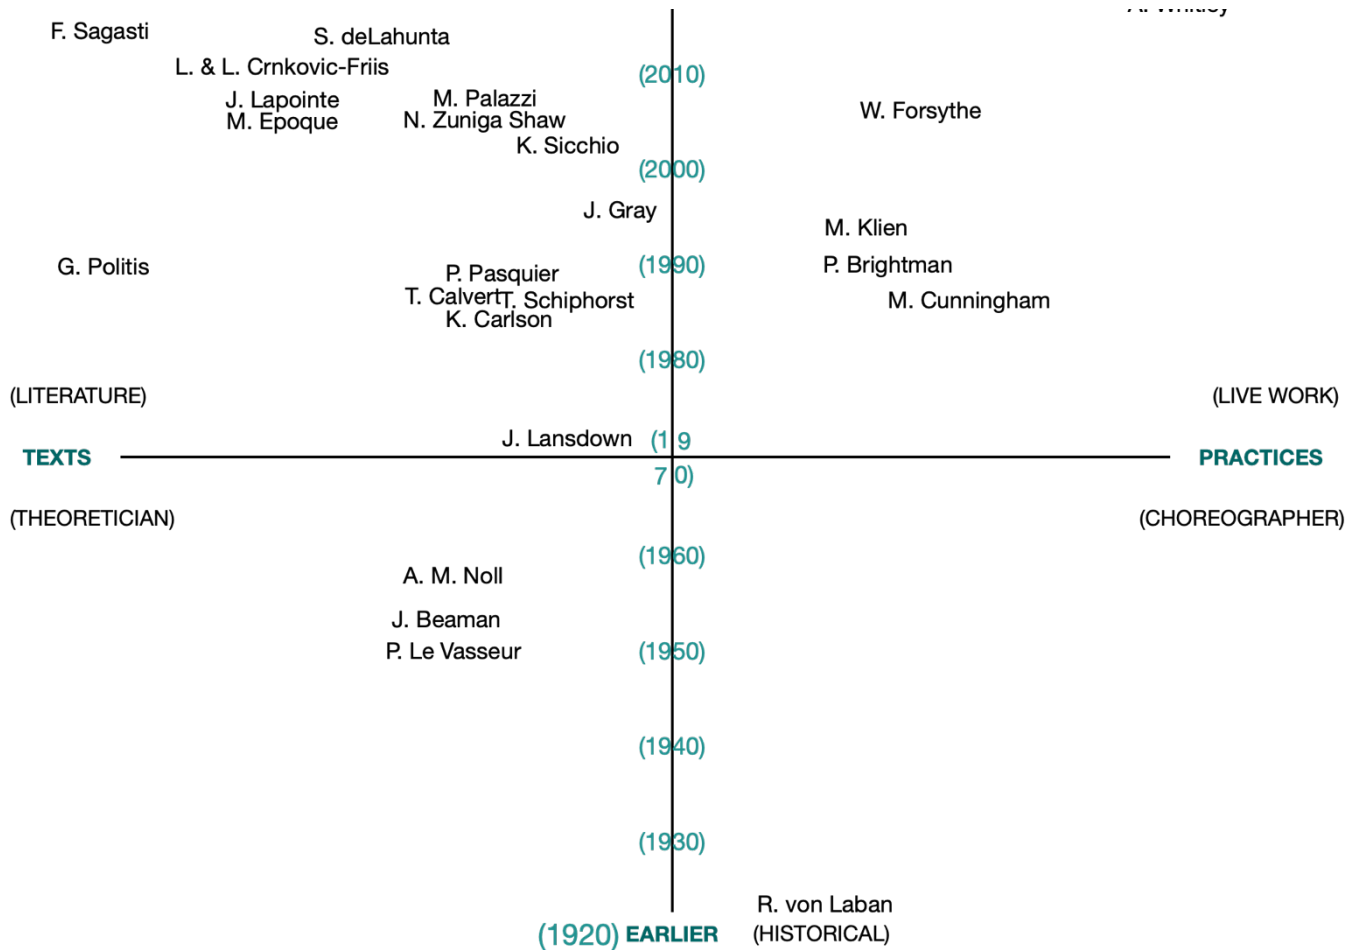 F. Sagasti
S. deLahunta
L. & L. Crnkovic-Friis
(2010)
J. Lapointe
M. Palazzi
W. Forsythe
M. Epoque
N. Zuniga Shaw
K. Sicchio
(2000)
J. Gray
M. Klien
G. Politis
(1990)
P. Brightman
P. Pasquier
T. Calvert
T. Schiphorst
M. Cunningham
K. Carlson
(1980)
(LITERATURE)
(LIVE WORK)
J. Lansdown
(19
TEXTS
PRACTICES
70)
(THEORETICIAN)
(CHOREOGRAPHER)
(1960)
A. M. Noll
J. Beaman
P. Le Vasseur
(1950)
(1940)
(1930)
R. von Laban
(1920) EARLIER
(HISTORICAL)